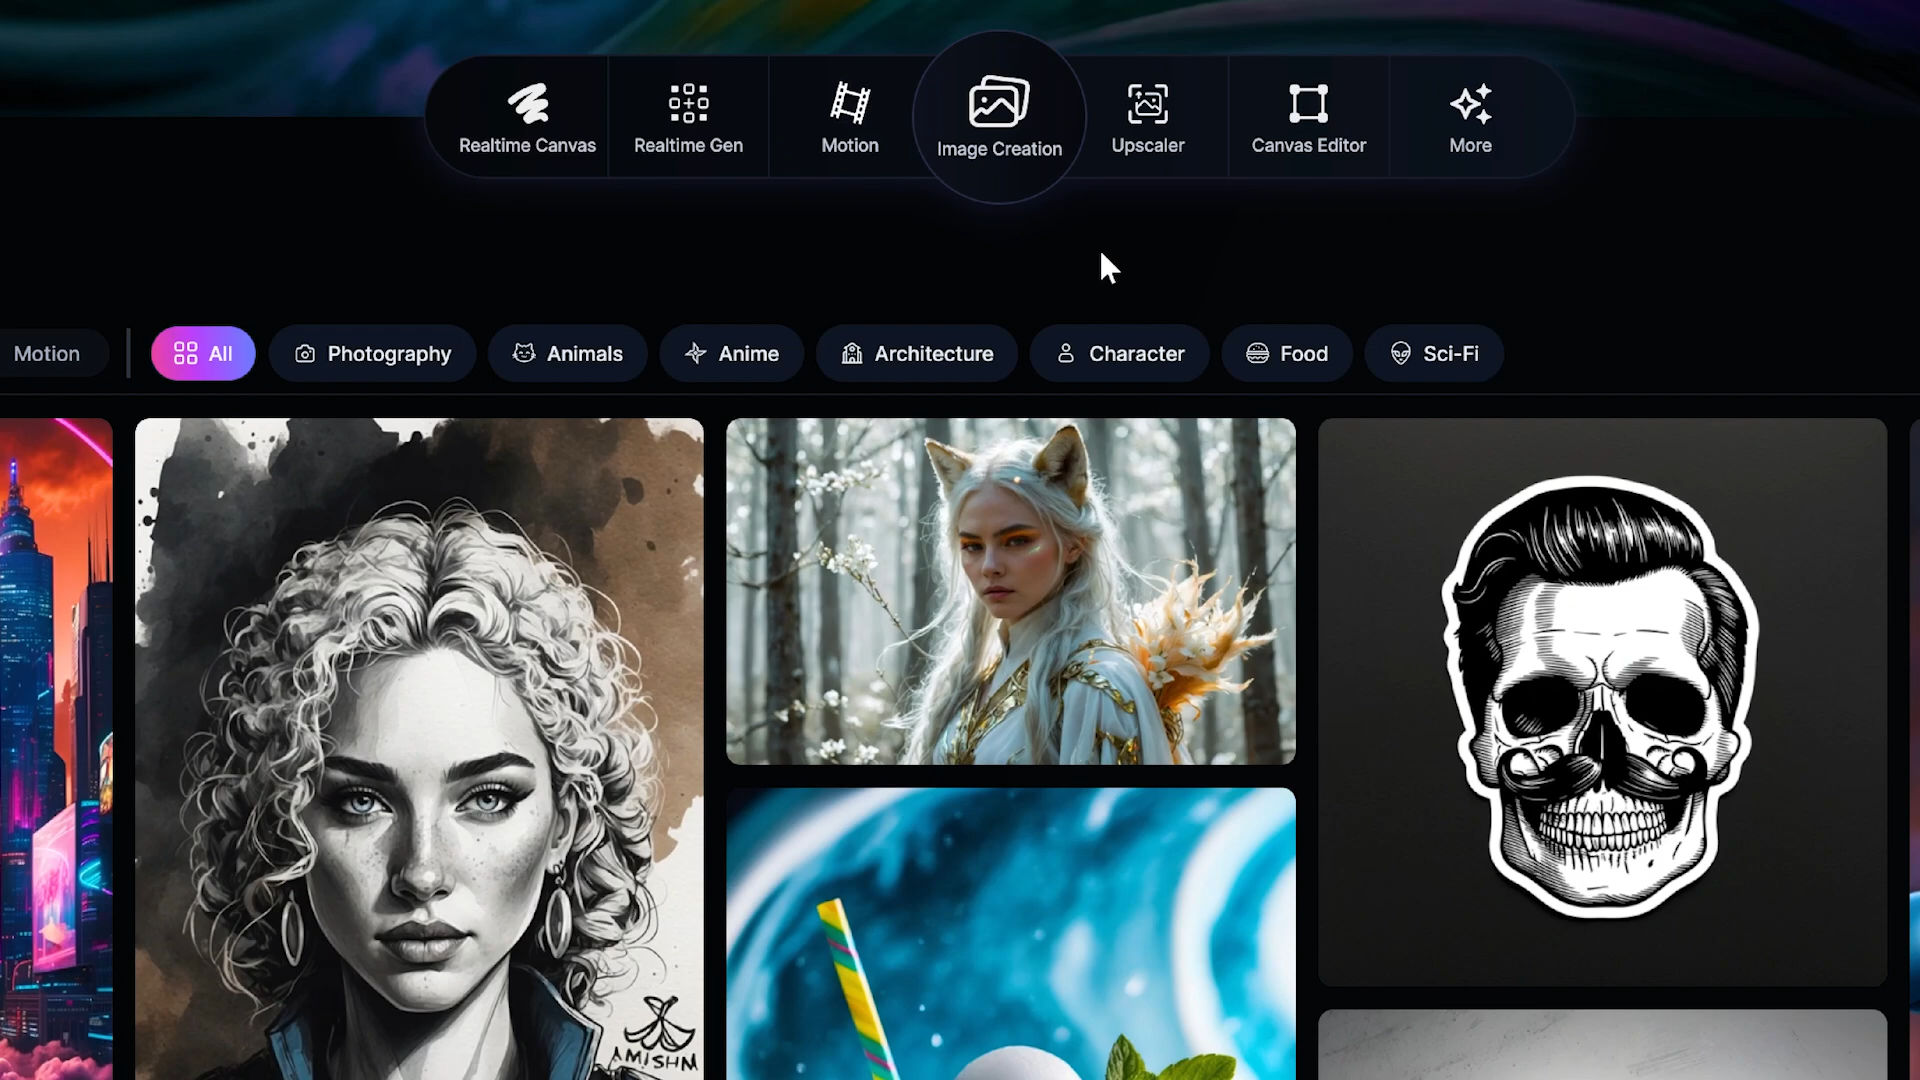 Realtime Canvas
Realtime Gen
Motion
Image Creation
Upscaler
Canvas Editor
More
Motion
All
Photography
Animals
Anime
Architecture
Character
Food
Sci-Fi
AMISHN